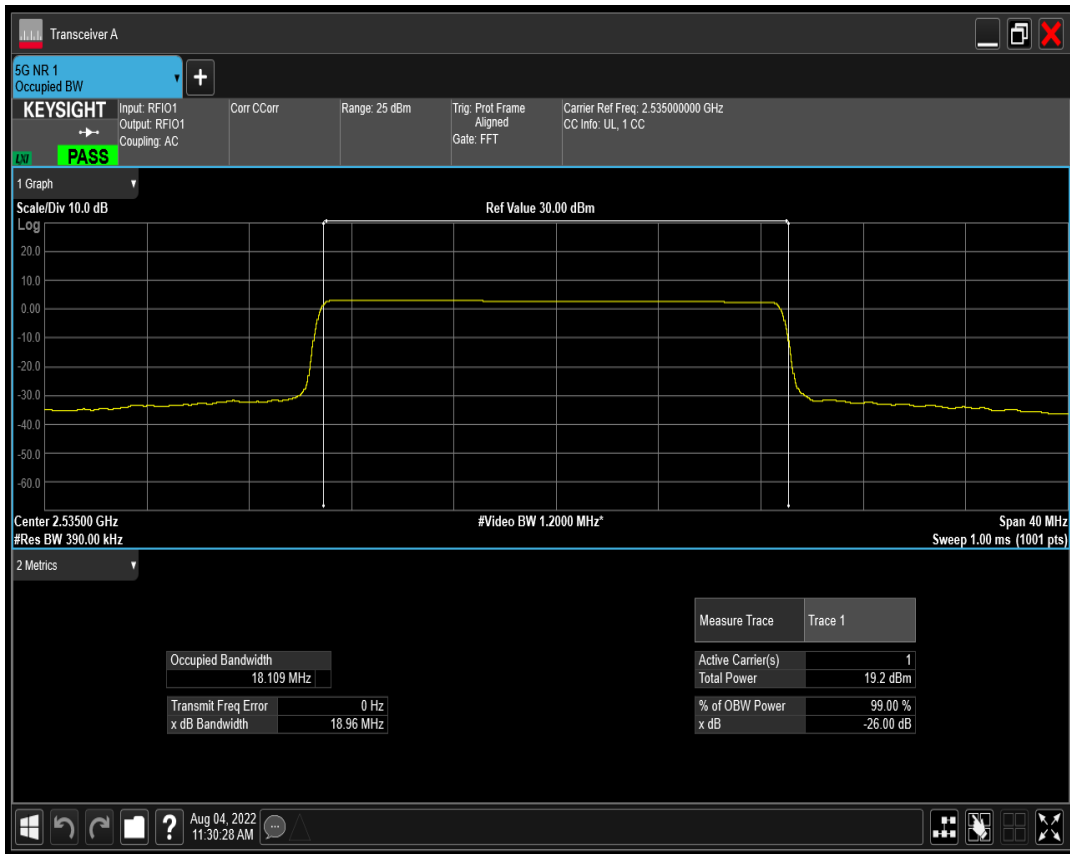 Transceiver A
5G NR 1
Occupied BW
+
KEYSIGHT
LXI
PASS
Input: RFIO1
Output: RFIO1
Coupling: AC
Corr CCorr
Range: 25 dBm
Trig: Prot Frame
Aligned
Gate: FFT
Carrier Ref Freq: 2.535000000 GHz
CC Info: UL, 1 CC
1 Graph
Scale/Div 10.0 dB
Ref Value 30.00 dBm
Log
20.0
10.0
0.00
-10.0
-20.0
-30.0
-40.0
-50.0
-60.0
Center 2.53500 GHz
#Video BW 1.2000 MHz*
Span 40 MHz
#Res BW 390.00 kHz
Sweep 1.00 ms (1001 pts)
2 Metrics
Measure Trace Trace 1
Occupied Bandwidth
18.109 MHz
Active Carrier(s) 1
Total Power 19.2 dBm
Transmit Freq Error 0 Hz
x dB Bandwidth 18.96 MHz
% of OBW Power 99.00 %
x dB -26.00 dB
?
Aug 04, 2022
11:30:28 AM